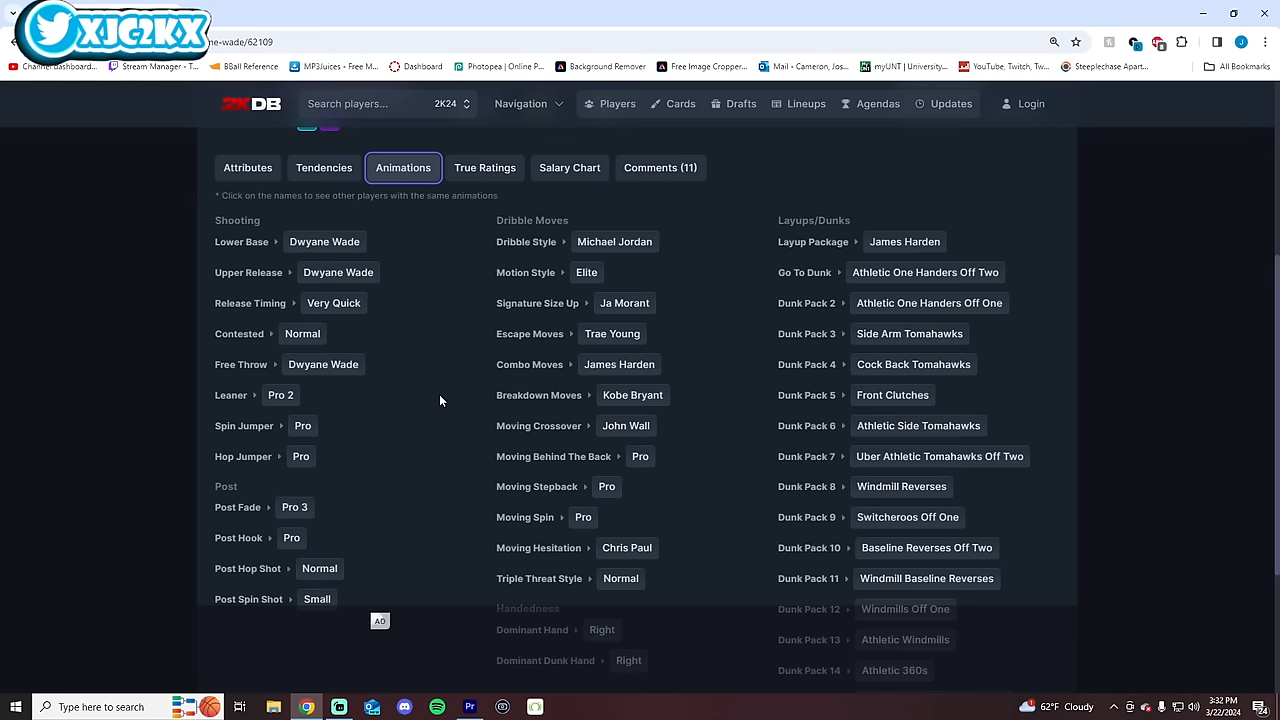 XJC2KX
ne-wade/62109
Channel dashboard...
Stream Manager - T...
BBall Reference
MP3Juices - Free M...
Dashboard
Free Image Cropper...
Mail - Canton, Jos...
myUNT | University...
YouTube, Twitch, Tw...
Steeplechase Apart...
All Bookmarks
2KDB
Search players...
2K24
Navigation
Players
Cards
Drafts
Lineups
Agendas
Updates
Login
Attributes
Tendencies
Animations
True Ratings
Salary Chart
Comments (11)
* Click on the names to see other players with the same animations
Shooting
Lower Base Dwyane Wade
Upper Release Dwyane Wade
Release Timing Very Quick
Contested Normal
Free Throw Dwyane Wade
Leaner Pro 2
Spin Jumper Pro
Hop Jumper Pro
Post
Post Fade Pro 3
Post Hook Pro
Post Hop Shot Normal
Post Spin Shot Small
Dribble Moves
Dribble Style Michael Jordan
Motion Style Elite
Signature Size Up Ja Morant
Escape Moves Trae Young
Combo Moves James Harden
Breakdown Moves Kobe Bryant
Moving Crossover John Wall
Moving Behind The Back Pro
Moving Stepback Pro
Moving Spin Pro
Moving Hesitation Chris Paul
Triple Threat Style Normal
Handedness
Dominant Hand Right
Dominant Dunk Hand Right
Layups/Dunks
Layup Package James Harden
Go To Dunk Athletic One Handers Off Two
Dunk Pack 2 Athletic One Handers Off One
Dunk Pack 3 Side Arm Tomahawks
Dunk Pack 4 Cock Back Tomahawks
Dunk Pack 5 Front Clutches
Dunk Pack 6 Athletic Side Tomahawks
Dunk Pack 7 Uber Athletic Tomahawks Off Two
Dunk Pack 8 Windmill Reverses
Dunk Pack 9 Switcheroos Off One
Dunk Pack 10 Baseline Reverses Off Two
Dunk Pack 11 Windmill Baseline Reverses
Dunk Pack 12 Windmills Off One
Dunk Pack 13 Athletic Windmills
Dunk Pack 14 Athletic 360s
AD
Type here to search
62°F Cloudy
3:32 PM
3/22/2024